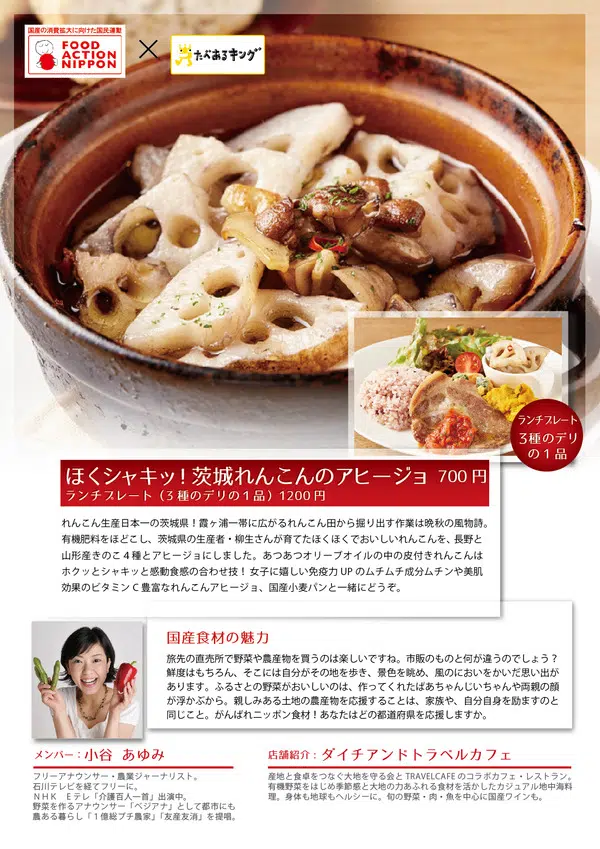 国産の消費拡大に向けた国民運動
FOOD
ACTION
NIPPON
×
たべあるキング
ランチプレート
3種のデリ
の1品
ほくシャキッ！茨城れんこんのアヒージョ 700円
ランチプレート（3種のデリの1品）1200円
れんこん生産日本一の茨城県！霞ヶ浦一帯に広がるれんこん田から掘り出す作業は晩秋の風物詩。
有機肥料をほどこし、茨城県の生産者・柳生さんが育てたほくほくでおいしいれんこんを、長野と
山形産きのこ4種とアヒージョにしました。あつあつオリーブオイルの中の皮付きれんこんは
ホクッとシャキッと感動食感の合わせ技！女子に嬉しい免疫力UPのムチムチ成分ムチンや美肌
効果のビタミンC豊富なれんこんアヒージョ、国産小麦パンと一緒にどうぞ。
国産食材の魅力
旅先の直売所で野菜や農産物を買うのは楽しいですね。市販のものと何が違うのでしょう？
鮮度はもちろん、そこには自分がその地を歩き、景色を眺め、風のにおいをかいだ思い出が
あります。ふるさとの野菜がおいしいのは、作ってくれたばあちゃんじいちゃんや両親の顔
が浮かぶから。親しみある土地の農産物を応援することは、家族や、自分自身を励ますのと
同じこと。がんばれニッポン食材！あなたはどの都道府県を応援しますか。
メンバー：小谷 あゆみ
フリーアナウンサー・農業ジャーナリスト。
石川テレビを経てフリーに。
NHK Eテレ「介護百人一首」出演中。
野菜を作るアナウンサー「ベジアナ」として都市にも
農ある暮らし「1億総プチ農家」「友産友消」を提唱。
店舗紹介：ダイチアンドトラベルカフェ
産地と食卓をつなぐ大地を守る会とTRAVELCAFEのコラボカフェ・レストラン。
有機野菜をはじめ季節感と大地の力あふれる食材を活かしたカジュアル地中海料
理。身体も地球もヘルシーに。旬の野菜・肉・魚を中心に国産ワインも。